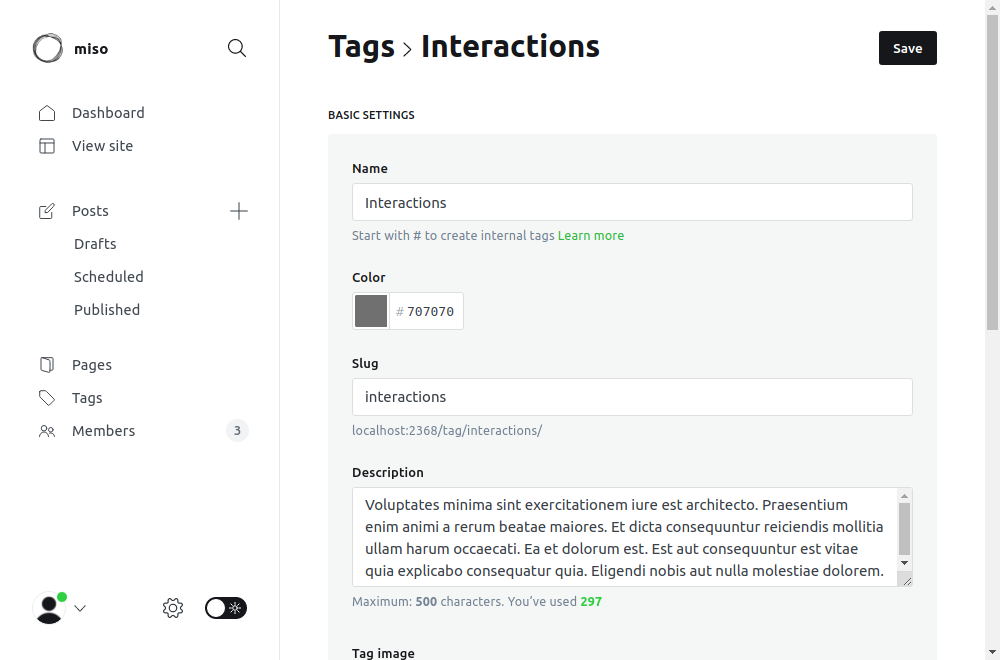 miso
Dashboard
View site
Posts
Drafts
Scheduled
Published
Pages
Tags
Members 3
Tags > Interactions
Save
BASIC SETTINGS
Name
Interactions
Start with # to create internal tags Learn more
Color
# 707070
Slug
interactions
localhost:2368/tag/interactions/
Description
Voluptates minima sint exercitationem iure est architecto. Praesentium
enim animi a rerum beatae maiores. Et dicta consequuntur reiciendis mollitia
ullam harum occaecati. Ea et dolorum est. Est aut consequuntur est vitae
quia explicabo consequatur quia. Eligendi nobis aut nulla molestiae dolorem.
Maximum: 500 characters. You’ve used 297
Tag image